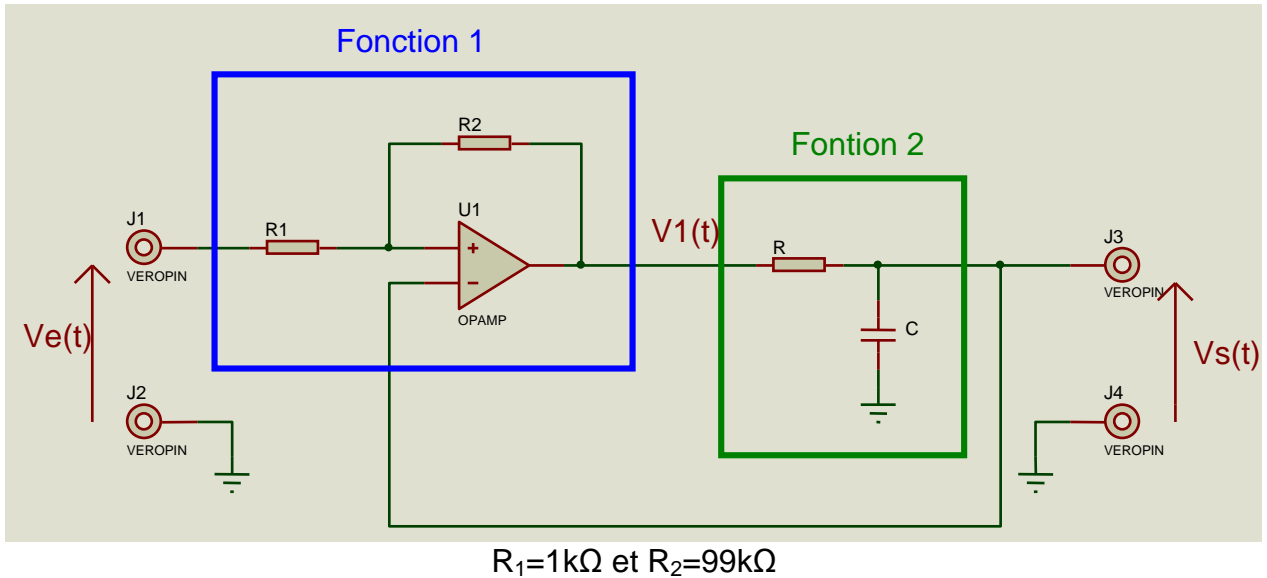 Fonction 1
R2
Fontion 2
J1
R1
U1
V1(t)
R
J3
+
VEROPIN
−
VEROPIN
OPAMP
Ve(t)
C
Vs(t)
J2
J4
VEROPIN
VEROPIN
R₁=1kΩ et R₂=99kΩ